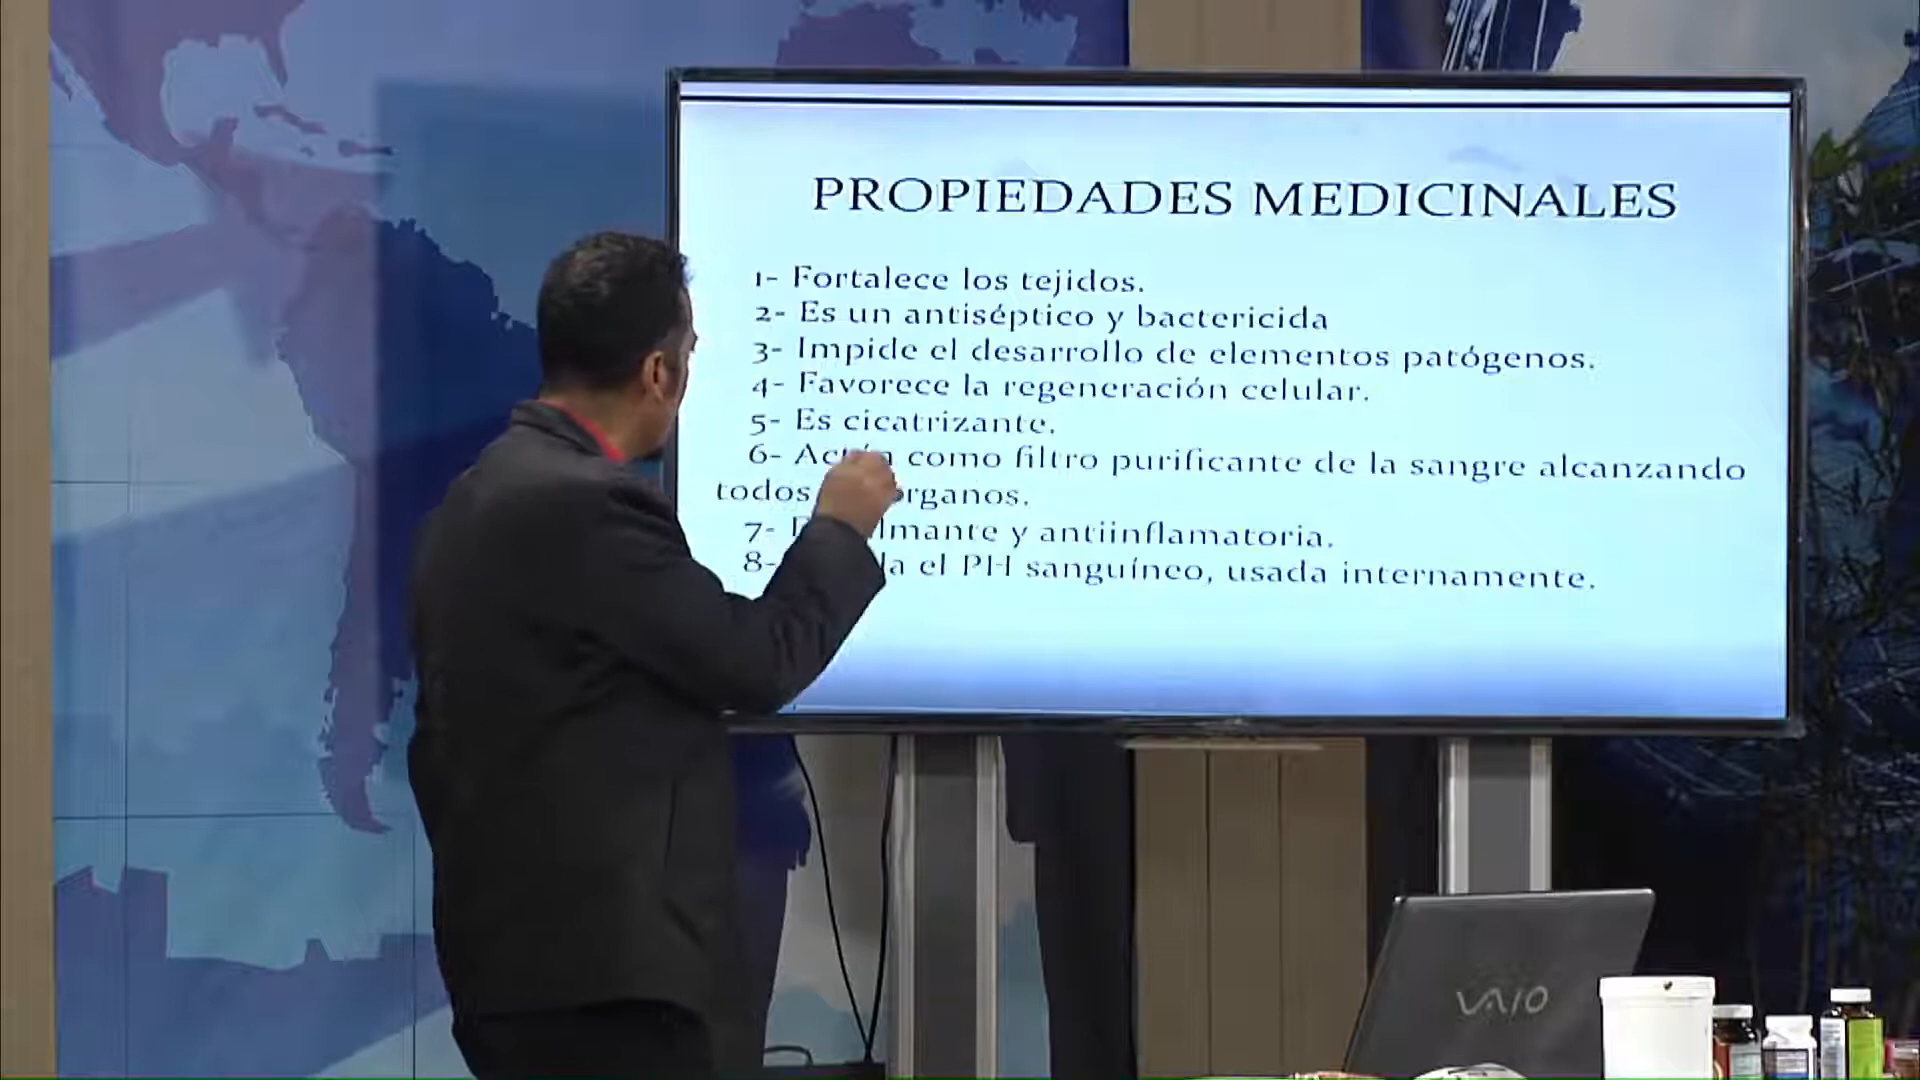 PROPIEDADES MEDICINALES
1- Fortalece los tejidos.
2- Es un antiséptico y bactericida
3- Impide el desarrollo de elementos patógenos.
4- Favorece la regeneración celular.
5- Es cicatrizante.
6- Actúa como filtro purificante de la sangre alcanzando
todos organos.
7- y antiinflamatoria.
8- el PH sanguíneo, usada internamente.
VAIO